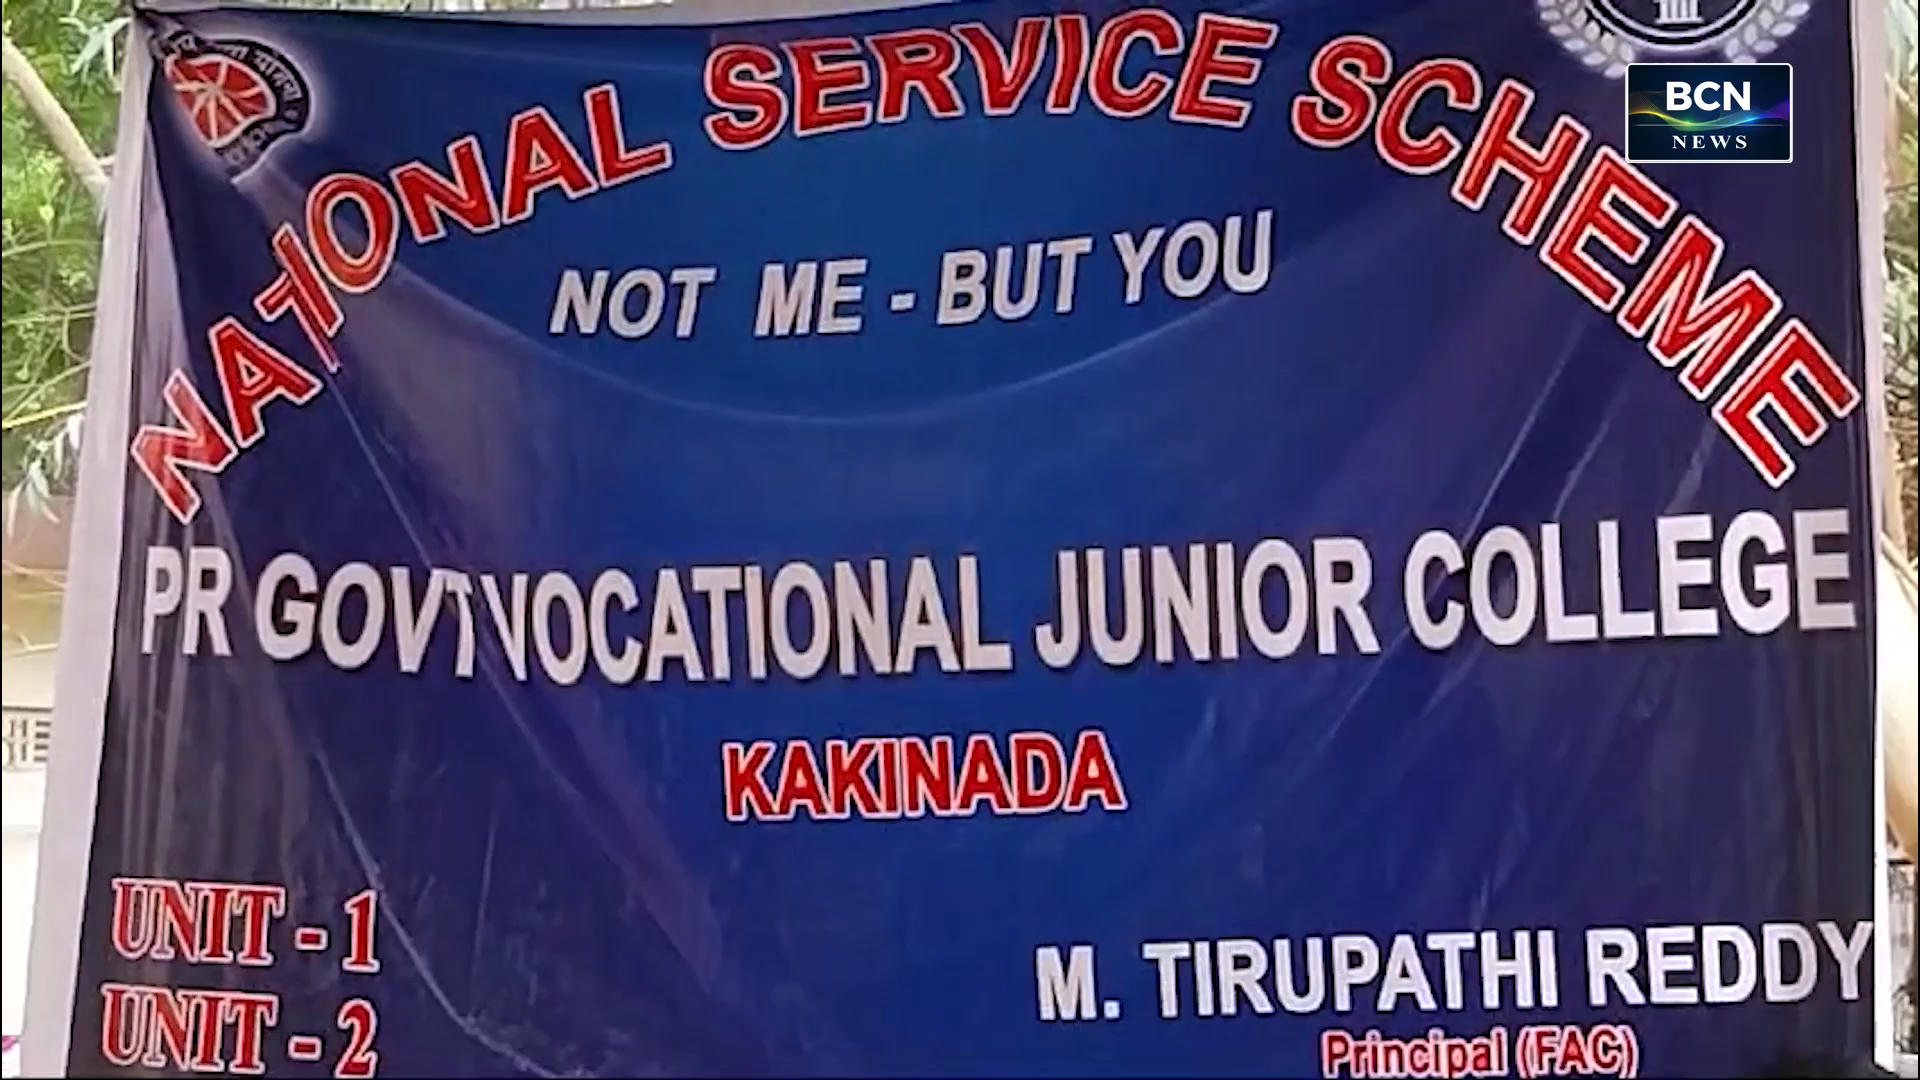 NATIONAL SERVICE SCHEME
BCN
NEWS
NOT ME - BUT YOU
PR GOVT VOCATIONAL JUNIOR COLLEGE
KAKINADA
UNIT - 1
UNIT - 2
M. TIRUPATHI REDDY
Principal (FAC)